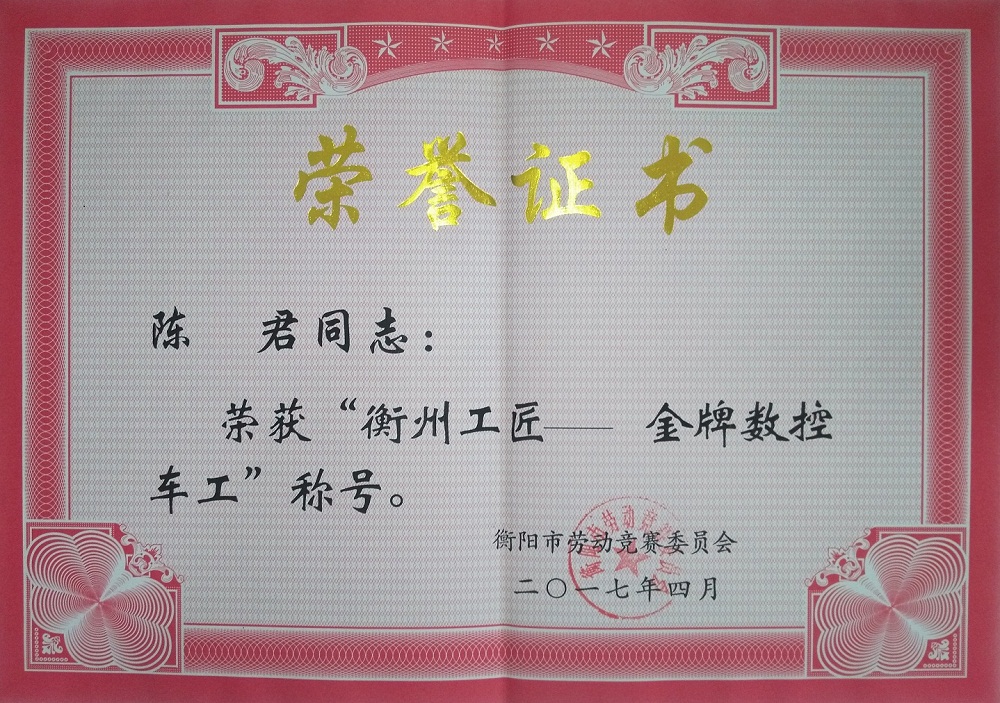 荣誉证书
陈 君同志：
荣获“衡州工匠—— 金牌数控
车工”称号。
衡阳市劳动竞赛委员会
二〇一七年四月